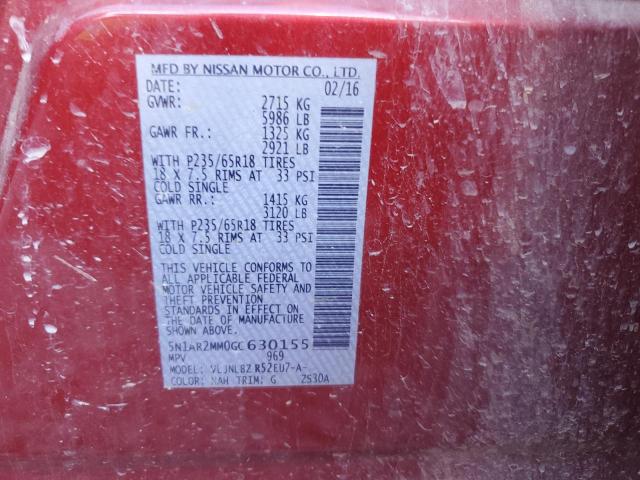 MFD BY NISSAN MOTOR CO., LTD.
DATE: 02/16
GVWR: 2715 KG
5986 LB
GAWR FR.: 1325 KG
2921 LB
WITH P235/65R18 TIRES
18 X 7.5 RIMS AT 33 PSI
COLD SINGLE
GAWR RR.: 1415 KG
3120 LB
WITH P235/65R18 TIRES
18 X 7.5 RIMS AT 33 PSI
COLD SINGLE
THIS VEHICLE CONFORMS TO
ALL APPLICABLE FEDERAL
MOTOR VEHICLE SAFETY AND
THEFT PREVENTION
STANDARDS IN EFFECT ON
THE DATE OF MANUFACTURE
SHOWN ABOVE.
5N1AR2MM0GC630155
MPV 969
MODEL: VLJNLBZ R52EU7-A-
COLOR: NAH TRIM: G 2S30A